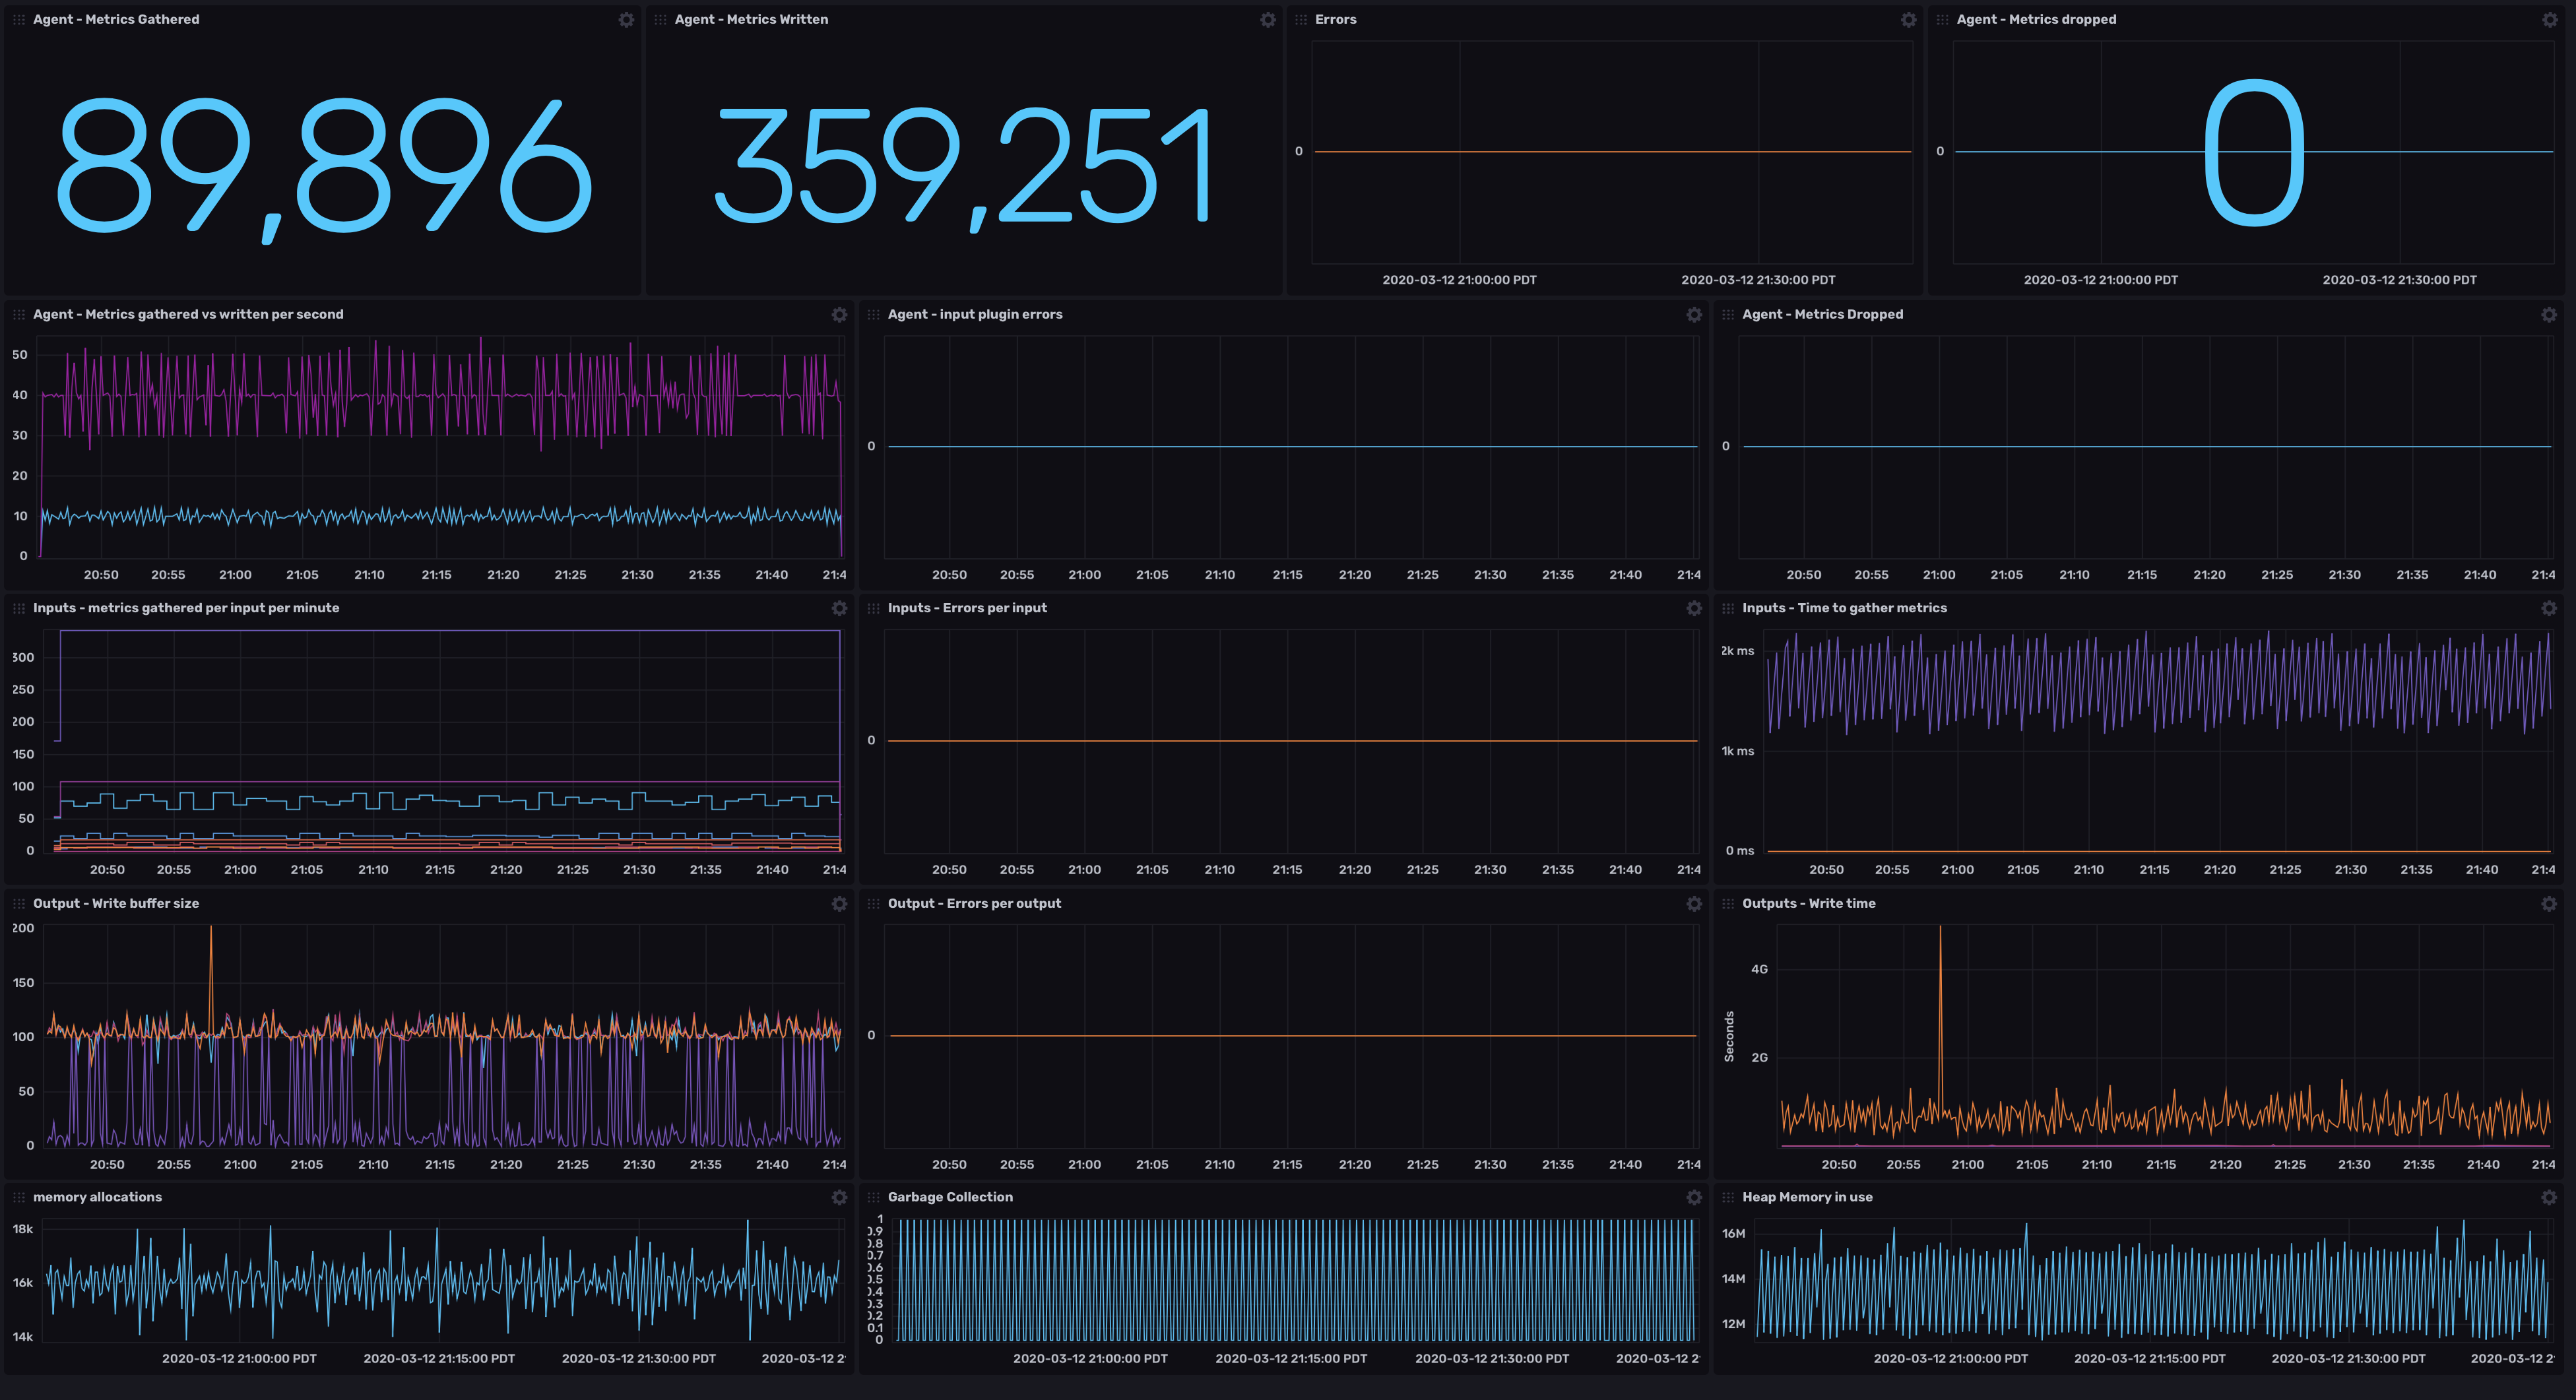 Agent - Metrics Gathered
89,896
Agent - Metrics Written
359,251
Errors
0
2020-03-12 21:00:00 PDT 2020-03-12 21:30:00 PDT
Agent - Metrics dropped
0
0
2020-03-12 21:00:00 PDT 2020-03-12 21:30:00 PDT
Agent - Metrics gathered vs written per second
50
40
30
20
10
0
20:50 20:55 21:00 21:05 21:10 21:15 21:20 21:25 21:30 21:35 21:40 21:4
Agent - input plugin errors
0
20:50 20:55 21:00 21:05 21:10 21:15 21:20 21:25 21:30 21:35 21:40 21:4
Agent - Metrics Dropped
0
20:50 20:55 21:00 21:05 21:10 21:15 21:20 21:25 21:30 21:35 21:40 21:4
Inputs - metrics gathered per input per minute
300
250
200
150
100
50
0
20:50 20:55 21:00 21:05 21:10 21:15 21:20 21:25 21:30 21:35 21:40 21:4
Inputs - Errors per input
0
20:50 20:55 21:00 21:05 21:10 21:15 21:20 21:25 21:30 21:35 21:40 21:4
Inputs - Time to gather metrics
2k ms
1k ms
0 ms
20:50 20:55 21:00 21:05 21:10 21:15 21:20 21:25 21:30 21:35 21:40 21:4
Output - Write buffer size
200
150
100
50
0
20:50 20:55 21:00 21:05 21:10 21:15 21:20 21:25 21:30 21:35 21:40 21:4
Output - Errors per output
0
20:50 20:55 21:00 21:05 21:10 21:15 21:20 21:25 21:30 21:35 21:40 21:4
Outputs - Write time
Seconds
4G
2G
20:50 20:55 21:00 21:05 21:10 21:15 21:20 21:25 21:30 21:35 21:40 21:4
memory allocations
18k
16k
14k
2020-03-12 21:00:00 PDT 2020-03-12 21:15:00 PDT 2020-03-12 21:30:00 PDT 2020-03-12 2
Garbage Collection
1
0.9
0.8
0.7
0.6
0.5
0.4
0.3
0.2
0.1
0
2020-03-12 21:00:00 PDT 2020-03-12 21:15:00 PDT 2020-03-12 21:30:00 PDT 2020-03-12 2
Heap Memory in use
16M
14M
12M
2020-03-12 21:00:00 PDT 2020-03-12 21:15:00 PDT 2020-03-12 21:30:00 PDT 2020-03-12 2